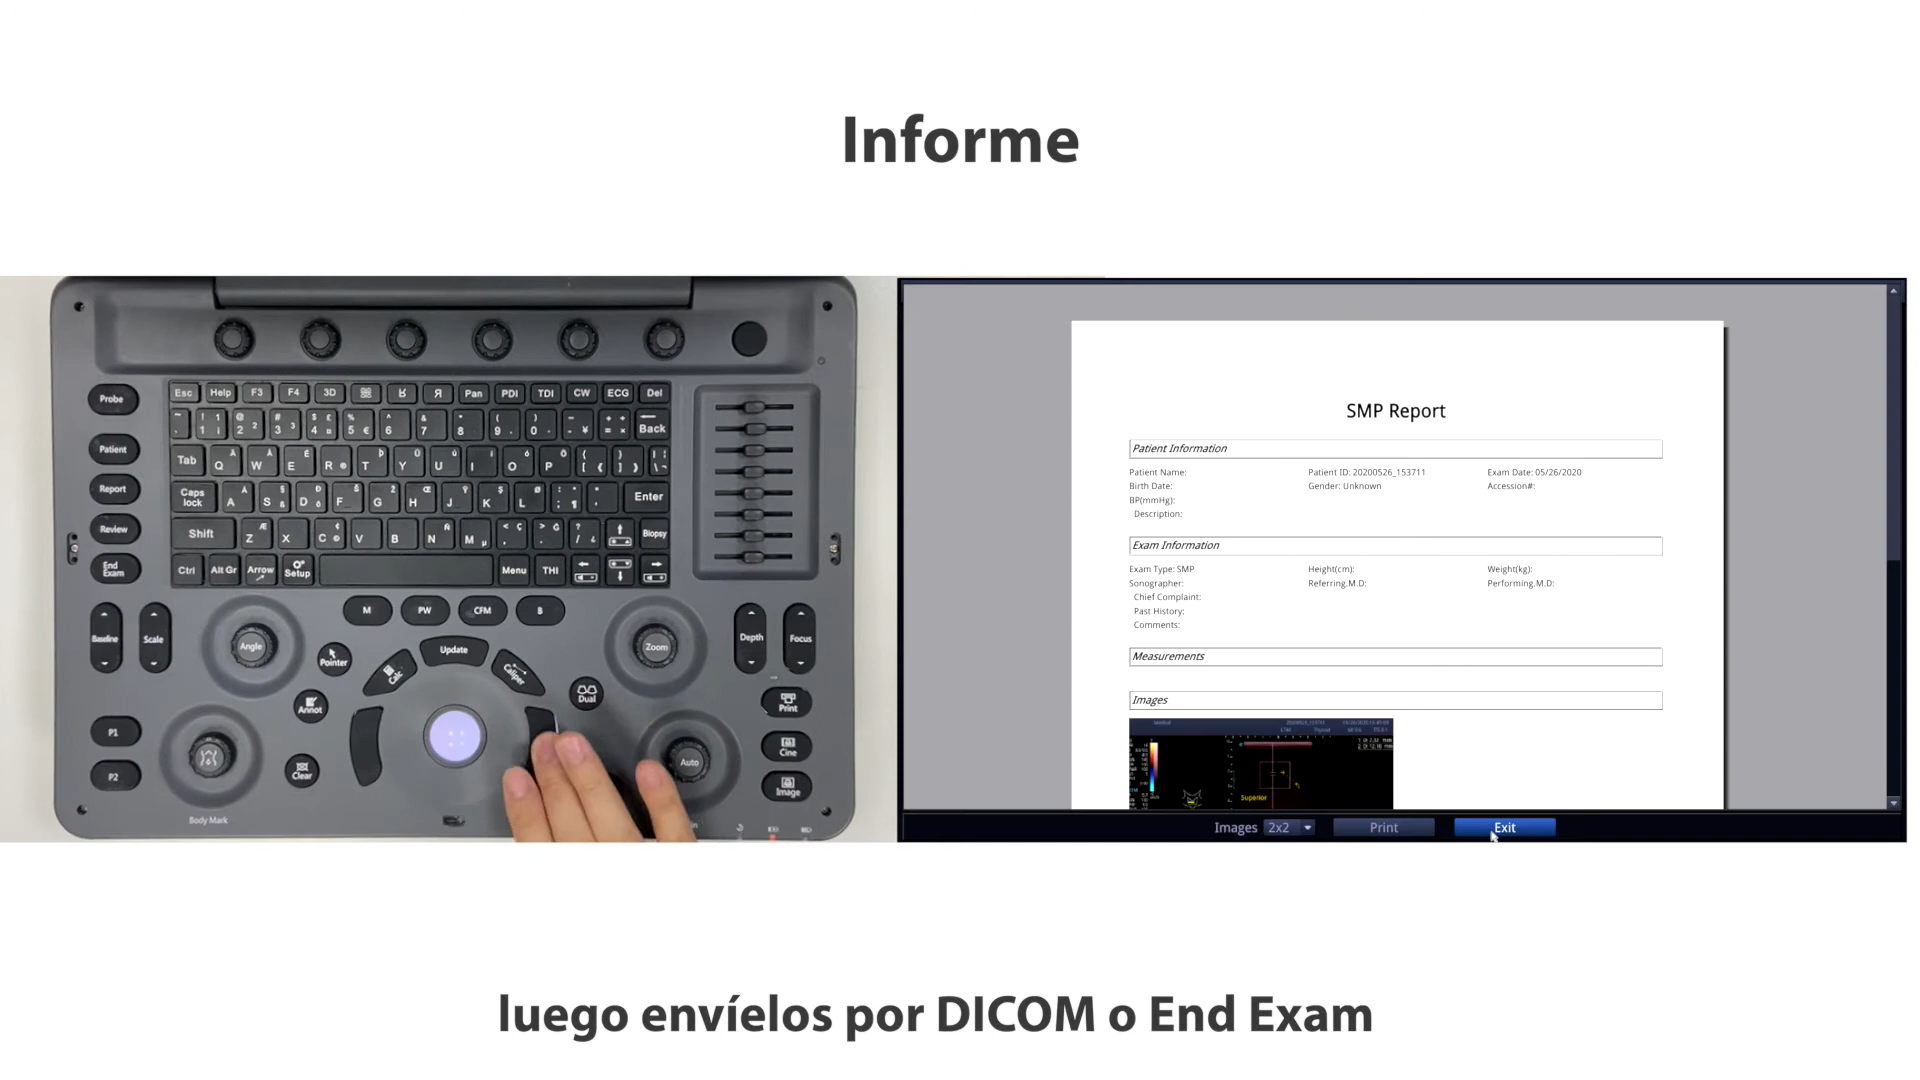 Informe
Probe
Patient
Report
Review
End Exam
Esc Help F3 F4 3D Pan PDI TDI CW ECG Del
Back
Tab Q W E R T Y U I O P
Caps lock A S D F G H J K L Enter
Shift Z X C V B N M Biopsy
Ctrl Alt Gr Arrow Setup Menu THI
M PW CFM B
Baseline Scale Angle Pointer Calc Update Caliper Dual Zoom Depth Focus
Annot
Print
P1
Auto
Cine
P2
Clear
Image
Body Mark
SMP Report
Patient Information
Patient Name: Patient ID: 20200526_153711 Exam Date: 05/26/2020
Birth Date: Gender: Unknown Accession#:
BP(mmHg):
Description:
Exam Information
Exam Type: SMP Height(cm): Weight(kg):
Sonographer: Referring.M.D: Performing.M.D:
Chief Complaint:
Past History:
Comments:
Measurements
Images
Superior
Images 2x2 Print Exit
luego envíelos por DICOM o End Exam